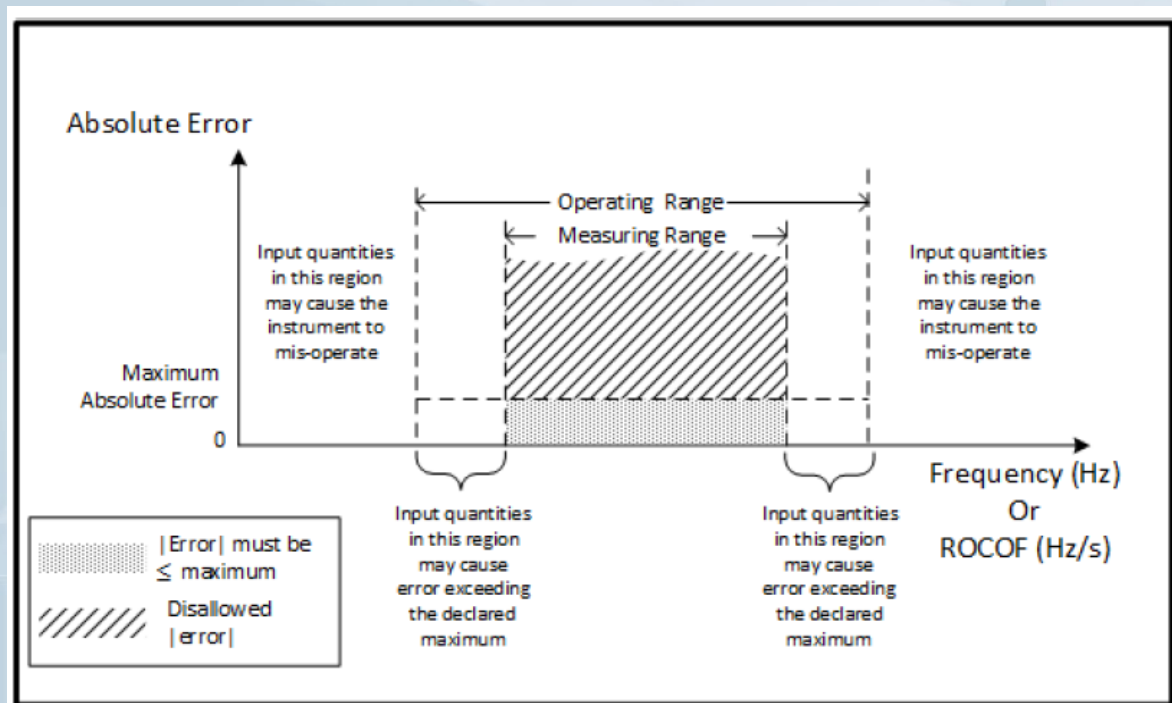 Absolute Error
Operating Range
Measuring Range
Input quantities
in this region
may cause the
instrument to
mis-operate
Input quantities
in this region
may cause the
instrument to
mis-operate
Maximum
Absolute Error
0
Frequency (Hz)
Or
ROCOF (Hz/s)
Input quantities
in this region
may cause
error exceeding
the declared
maximum
Input quantities
in this region
may cause
error exceeding
the declared
maximum
|Error| must be
≤ maximum
Disallowed
|error|